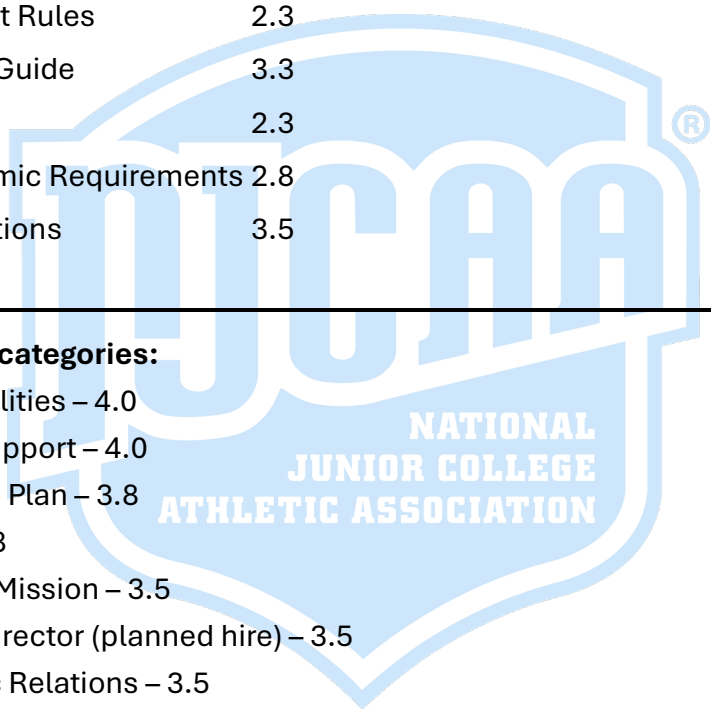 t Rules 2.3
Guide 3.3
2.3
mic Requirements 2.8
tions 3.5
®
NJCAA
categories:
lities – 4.0
pport – 4.0
Plan – 3.8
Mission – 3.5
rector (planned hire) – 3.5
Relations – 3.5
NATIONAL
JUNIOR COLLEGE
ATHLETIC ASSOCIATION